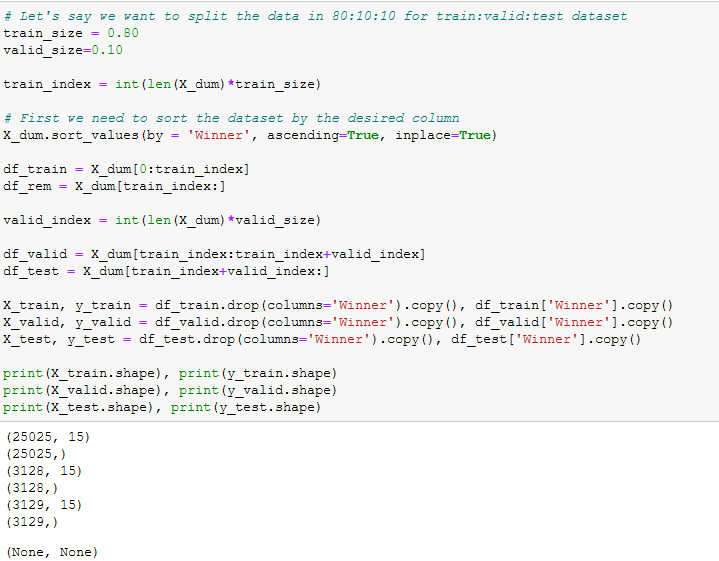 # Let's say we want to split the data in 80:10:10 for train:valid:test dataset
train_size = 0.80
valid_size=0.10
train_index = int(len(X_dum)*train_size)
# First we need to sort the dataset by the desired column
X_dum.sort_values(by = 'Winner', ascending=True, inplace=True)
df_train = X_dum[0:train_index]
df_rem = X_dum[train_index:]
valid_index = int(len(X_dum)*valid_size)
df_valid = X_dum[train_index:train_index+valid_index]
df_test = X_dum[train_index+valid_index:]
X_train, y_train = df_train.drop(columns='Winner').copy(), df_train['Winner'].copy()
X_valid, y_valid = df_valid.drop(columns='Winner').copy(), df_valid['Winner'].copy()
X_test, y_test = df_test.drop(columns='Winner').copy(), df_test['Winner'].copy()
print(X_train.shape), print(y_train.shape)
print(X_valid.shape), print(y_valid.shape)
print(X_test.shape), print(y_test.shape)
(25025, 15)
(25025,)
(3128, 15)
(3128,)
(3129, 15)
(3129,)
(None, None)